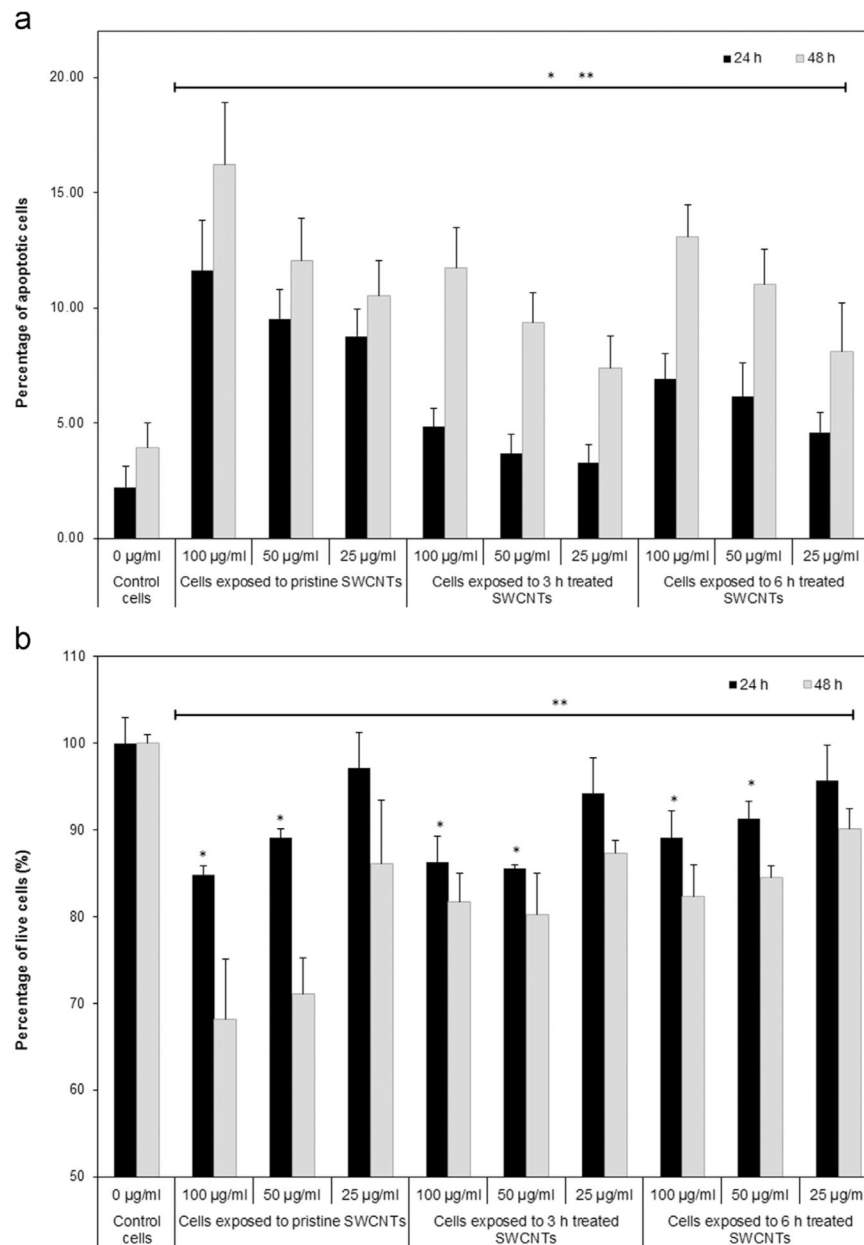 a
24 h 48 h
* **
Percentage of apoptotic cells
20.00
15.00
10.00
5.00
0.00
0 µg/ml 100 µg/ml 50 µg/ml 25 µg/ml 100 µg/ml 50 µg/ml 25 µg/ml 100 µg/ml 50 µg/ml 25 µg/ml
Control cells
Cells exposed to pristine SWCNTs
Cells exposed to 3 h treated SWCNTs
Cells exposed to 6 h treated SWCNTs
b
24 h 48 h
**
Percentage of live cells (%)
110
100
90
80
70
60
50
* * * * * *
0 µg/ml 100 µg/ml 50 µg/ml 25 µg/ml 100 µg/ml 50 µg/ml 25 µg/ml 100 µg/ml 50 µg/ml 25 µg/m
Control cells
Cells exposed to pristine SWCNTs
Cells exposed to 3 h treated SWCNTs
Cells exposed to 6 h treated SWCNTs